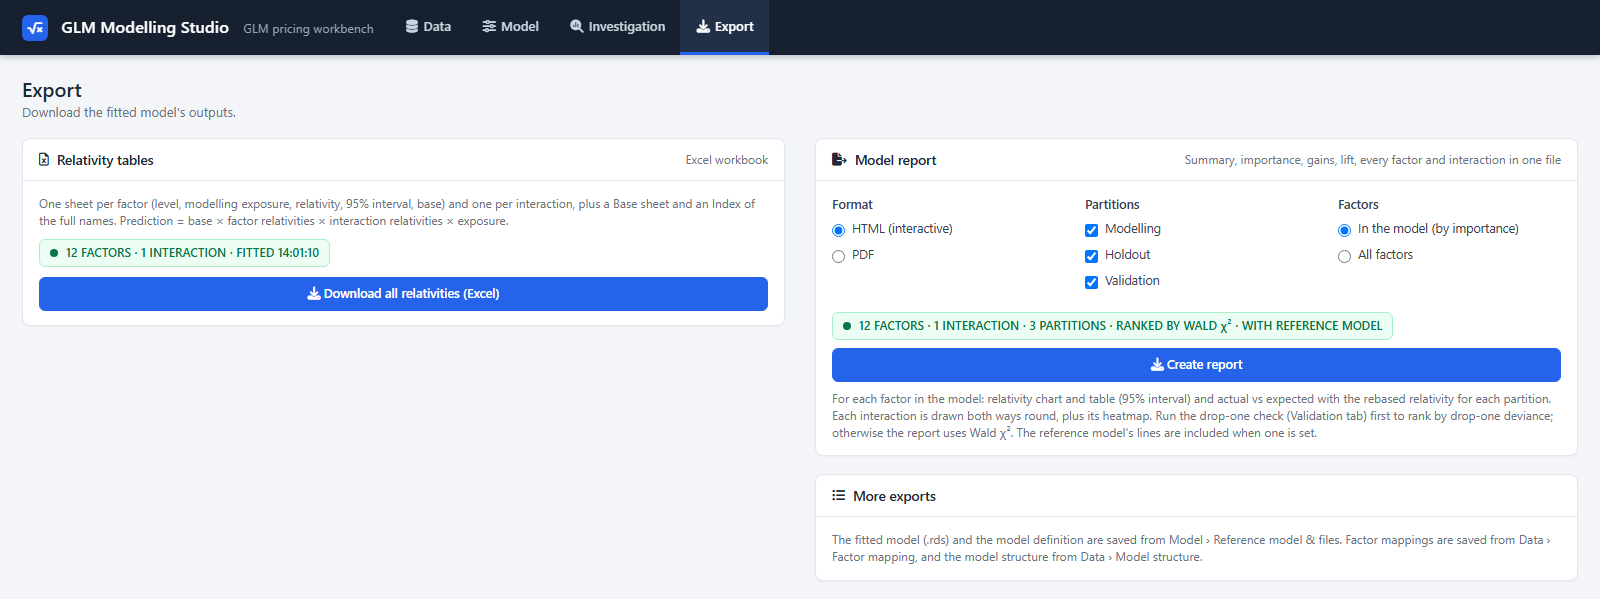 GLM Modelling Studio GLM pricing workbench Data Model Investigation Export
Export
Download the fitted model's outputs.
Relativity tables Excel workbook
One sheet per factor (level, modelling exposure, relativity, 95% interval, base) and one per interaction, plus a Base sheet and an Index of
the full names. Prediction = base × factor relativities × interaction relativities × exposure.
12 FACTORS · 1 INTERACTION · FITTED 14:01:10
Download all relativities (Excel)
Model report Summary, importance, gains, lift, every factor and interaction in one file
Format
HTML (interactive)
PDF
Partitions
Modelling
Holdout
Validation
Factors
In the model (by importance)
All factors
12 FACTORS · 1 INTERACTION · 3 PARTITIONS · RANKED BY WALD χ² · WITH REFERENCE MODEL
Create report
For each factor in the model: relativity chart and table (95% interval) and actual vs expected with the rebased relativity for each partition.
Each interaction is drawn both ways round, plus its heatmap. Run the drop-one check (Validation tab) first to rank by drop-one deviance;
otherwise the report uses Wald χ². The reference model's lines are included when one is set.
More exports
The fitted model (.rds) and the model definition are saved from Model › Reference model & files. Factor mappings are saved from Data ›
Factor mapping, and the model structure from Data › Model structure.